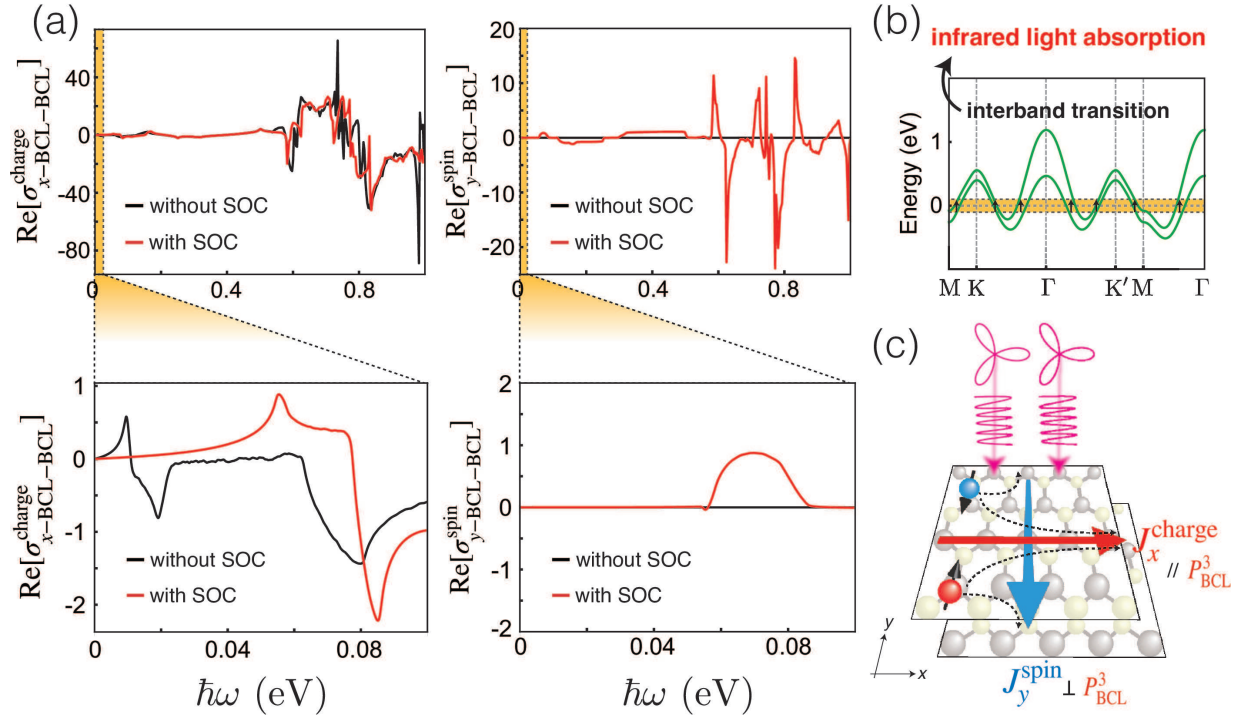 (a)
Re[σ^charge_x−BCL−BCL]
40
0
-40
-80
0
0.4
0.8
without SOC
with SOC
Re[σ^spin_y−BCL−BCL]
20
10
0
-10
-20
0
0.4
0.8
without SOC
with SOC
Re[σ^charge_x−BCL−BCL]
1
0
-1
-2
0
0.04
0.08
ħω (eV)
without SOC
with SOC
Re[σ^spin_y−BCL−BCL]
2
1
0
-1
-2
0
0.04
0.08
ħω (eV)
without SOC
with SOC
(b)
infrared light absorption
interband transition
Energy (eV)
1
0
M K Γ K′ M Γ
(c)
J^charge_x
// P^3_BCL
y
x
J^spin_y ⊥ P^3_BCL